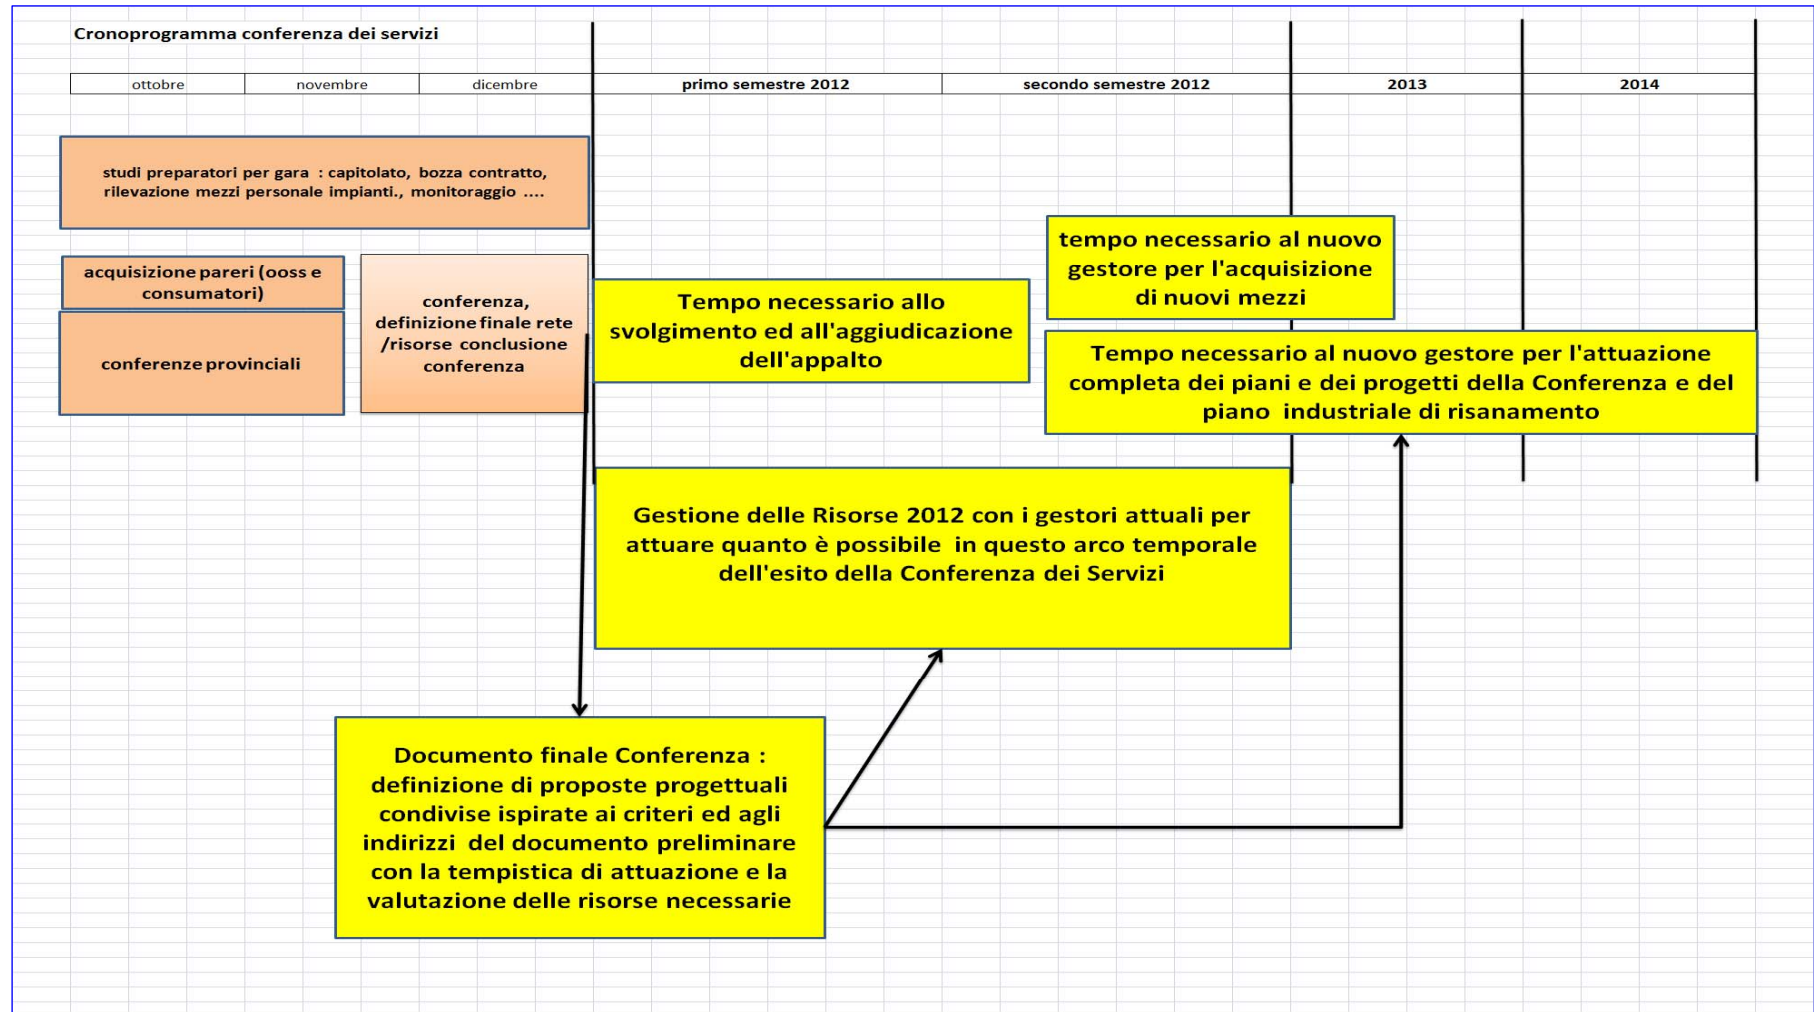 Cronoprogramma conferenza dei servizi
ottobre novembre dicembre primo semestre 2012 secondo semestre 2012 2013 2014
studi preparatori per gara : capitolato, bozza contratto,
rilevazione mezzi personale impianti., monitoraggio ....
acquisizione pareri (ooss e
consumatori)
conferenze provinciali
conferenza,
definizione finale rete
/risorse conclusione
conferenza
Tempo necessario allo
svolgimento ed all'aggiudicazione
dell'appalto
tempo necessario al nuovo
gestore per l'acquisizione
di nuovi mezzi
Tempo necessario al nuovo gestore per l'attuazione
completa dei piani e dei progetti della Conferenza e del
piano industriale di risanamento
Gestione delle Risorse 2012 con i gestori attuali per
attuare quanto è possibile in questo arco temporale
dell'esito della Conferenza dei Servizi
Documento finale Conferenza :
definizione di proposte progettuali
condivise ispirate ai criteri ed agli
indirizzi del documento preliminare
con la tempistica di attuazione e la
valutazione delle risorse necessarie